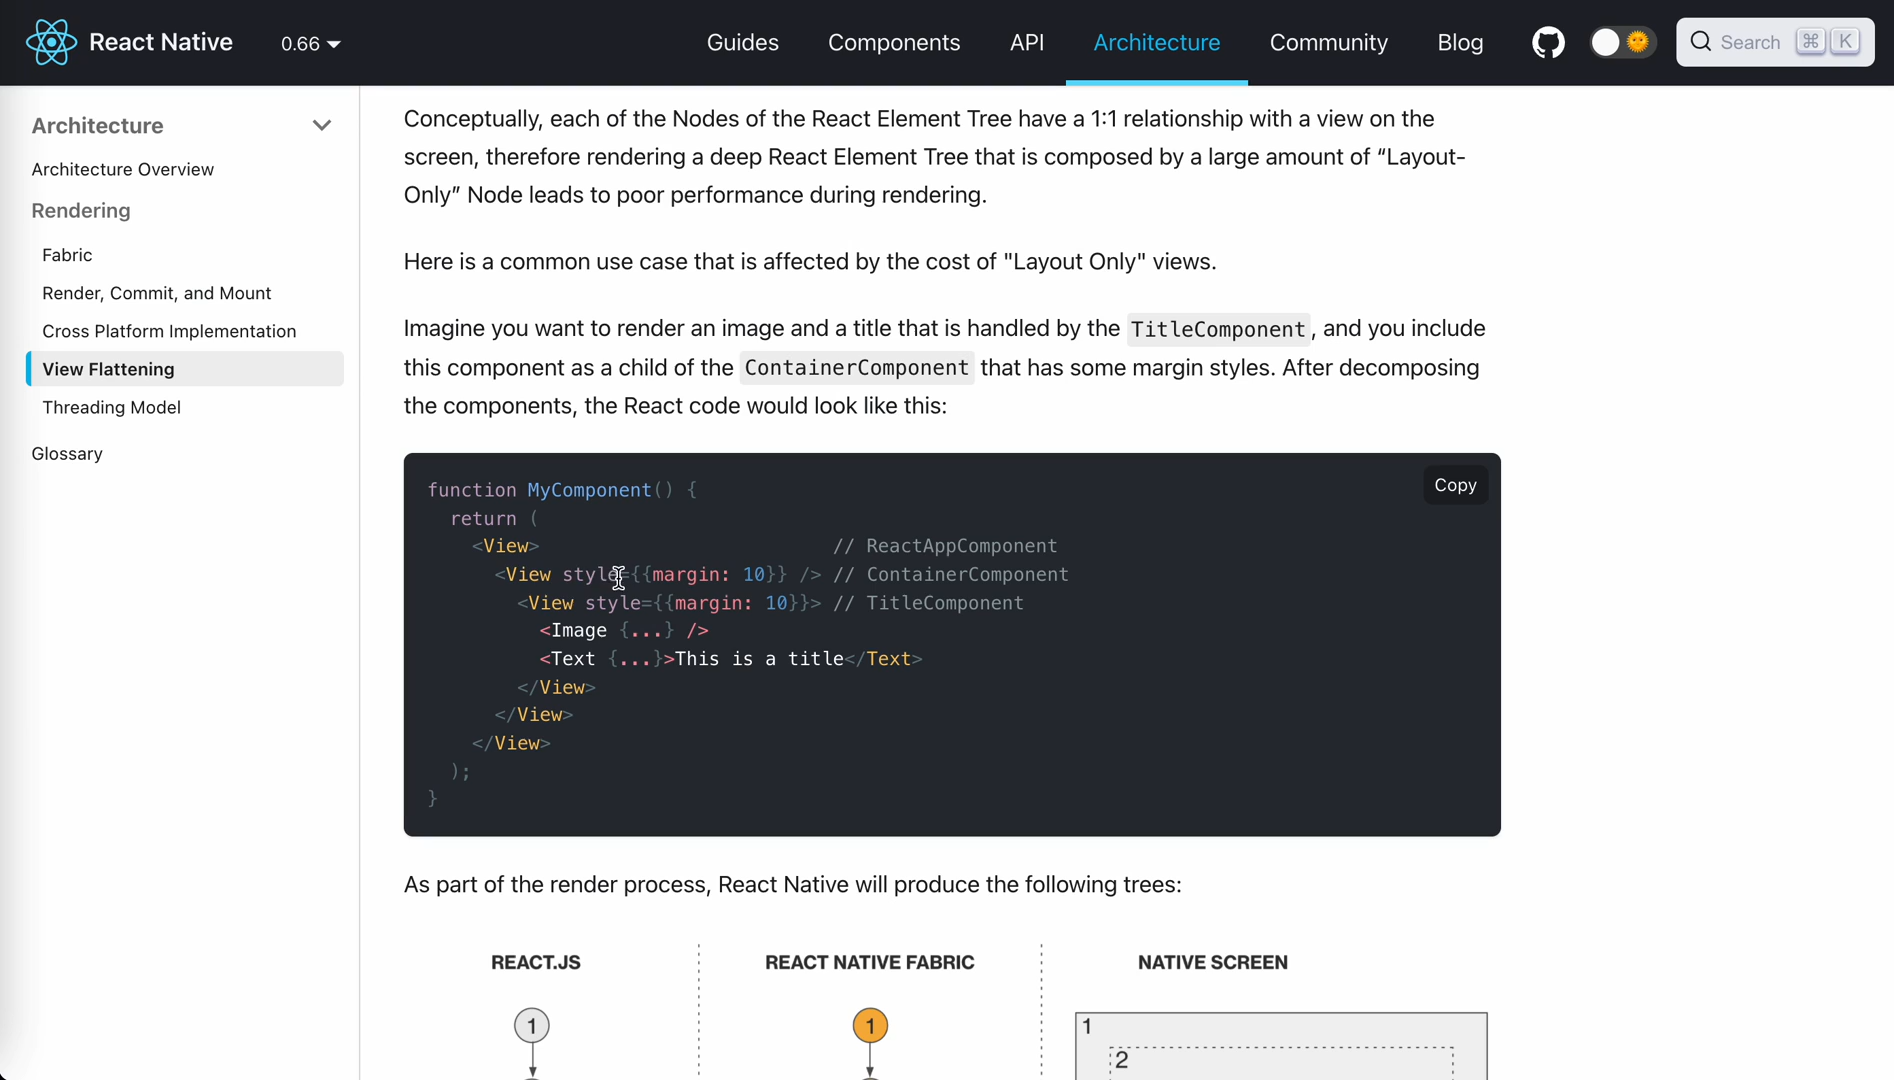 React Native
0.66
Guides
Components
API
Architecture
Community
Blog
Search ⌘ K
Architecture
Architecture Overview
Rendering
Fabric
Render, Commit, and Mount
Cross Platform Implementation
View Flattening
Threading Model
Glossary
Conceptually, each of the Nodes of the React Element Tree have a 1:1 relationship with a view on the
screen, therefore rendering a deep React Element Tree that is composed by a large amount of “Layout-
Only” Node leads to poor performance during rendering.
Here is a common use case that is affected by the cost of "Layout Only" views.
Imagine you want to render an image and a title that is handled by the TitleComponent, and you include
this component as a child of the ContainerComponent that has some margin styles. After decomposing
the components, the React code would look like this:
Copy
function MyComponent() {
  return (
    <View>                          // ReactAppComponent
      <View style={{margin: 10}} /> // ContainerComponent
        <View style={{margin: 10}}> // TitleComponent
          <Image {...} />
          <Text {...}>This is a title</Text>
        </View>
      </View>
    </View>
  );
}
As part of the render process, React Native will produce the following trees:
REACT.JS
REACT NATIVE FABRIC
NATIVE SCREEN
1
1
1
2